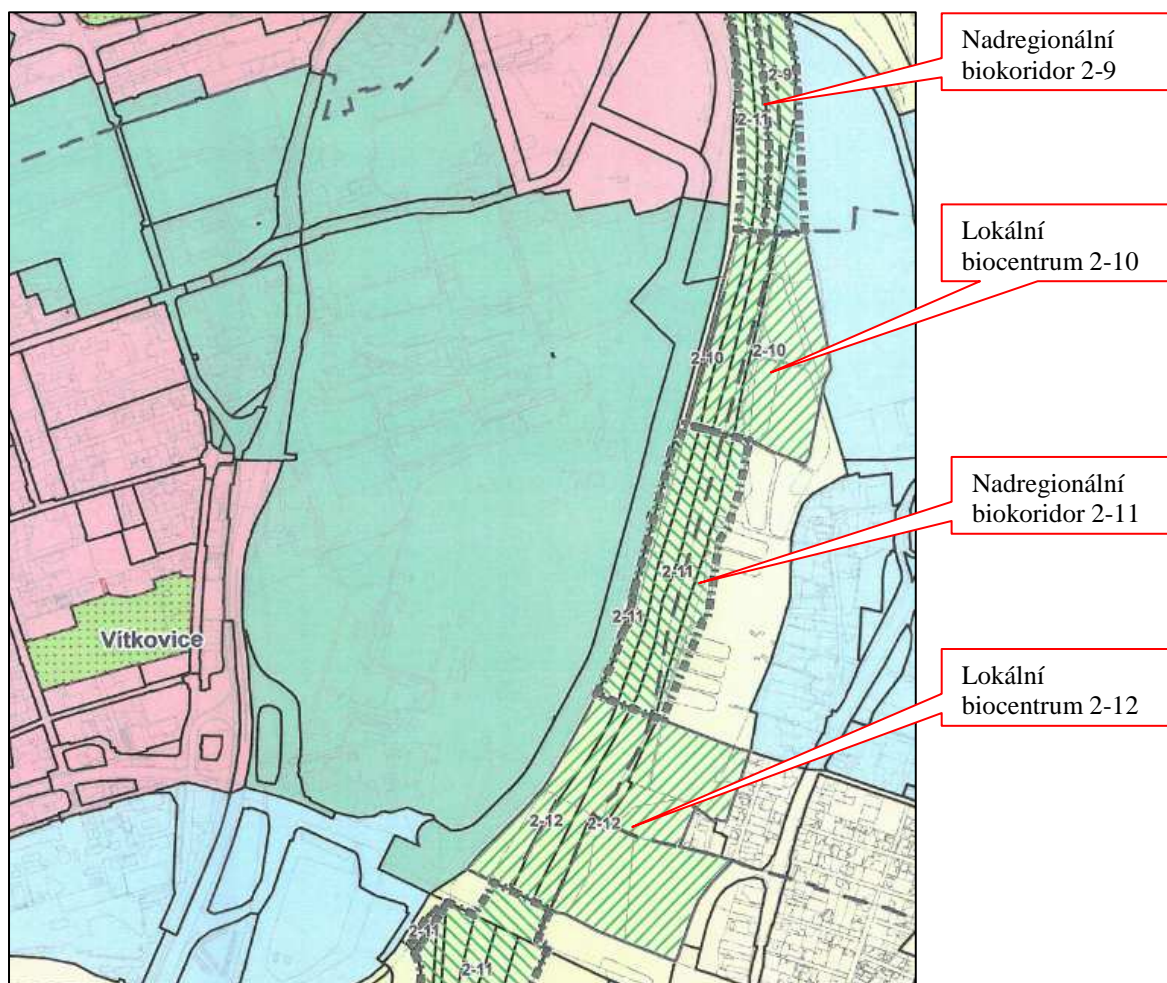 Nadregionální
biokoridor 2-9
2-9
2-11
Lokální
biocentrum 2-10
2-10
2-10
Nadregionální
biokoridor 2-11
2-11
2-11
Vítkovice
Lokální
biocentrum 2-12
2-12
2-12
2-11
2-11